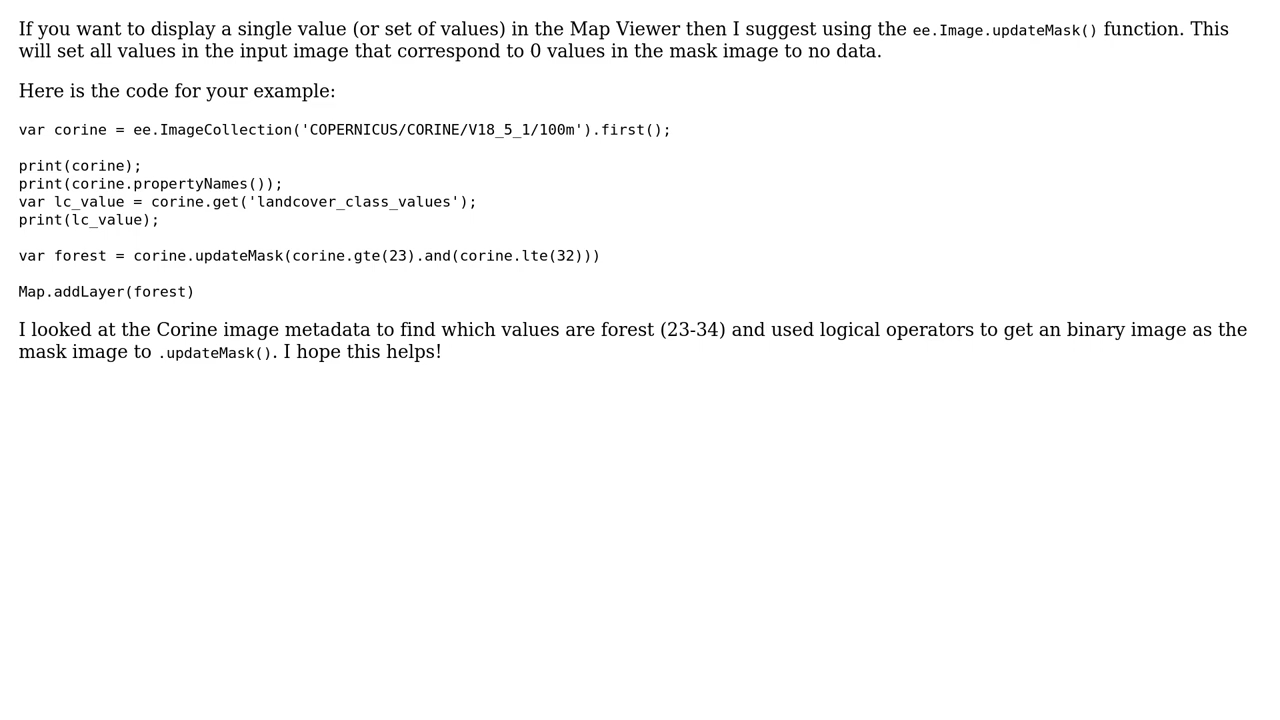 If you want to display a single value (or set of values) in the Map Viewer then I suggest using the ee.Image.updateMask() function. This
will set all values in the input image that correspond to 0 values in the mask image to no data.
Here is the code for your example:
var corine = ee.ImageCollection('COPERNICUS/CORINE/V18_5_1/100m').first();
print(corine);
print(corine.propertyNames());
var lc_value = corine.get('landcover_class_values');
print(lc_value);
var forest = corine.updateMask(corine.gte(23).and(corine.lte(32)))
Map.addLayer(forest)
I looked at the Corine image metadata to find which values are forest (23-34) and used logical operators to get an binary image as the
mask image to .updateMask(). I hope this helps!